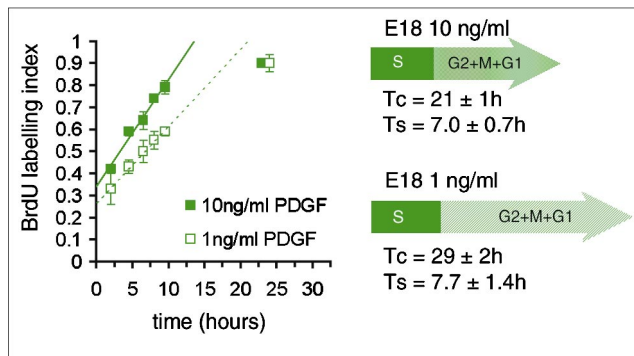 BrdU labelling index
1
0.9
0.8
0.7
0.6
0.5
0.4
0.3
0.2
0.1
0
0 5 10 15 20 25 30
time (hours)
10ng/ml PDGF
1ng/ml PDGF
E18 10 ng/ml
S G2+M+G1
Tc = 21 ± 1h
Ts = 7.0 ± 0.7h
E18 1 ng/ml
S G2+M+G1
Tc = 29 ± 2h
Ts = 7.7 ± 1.4h